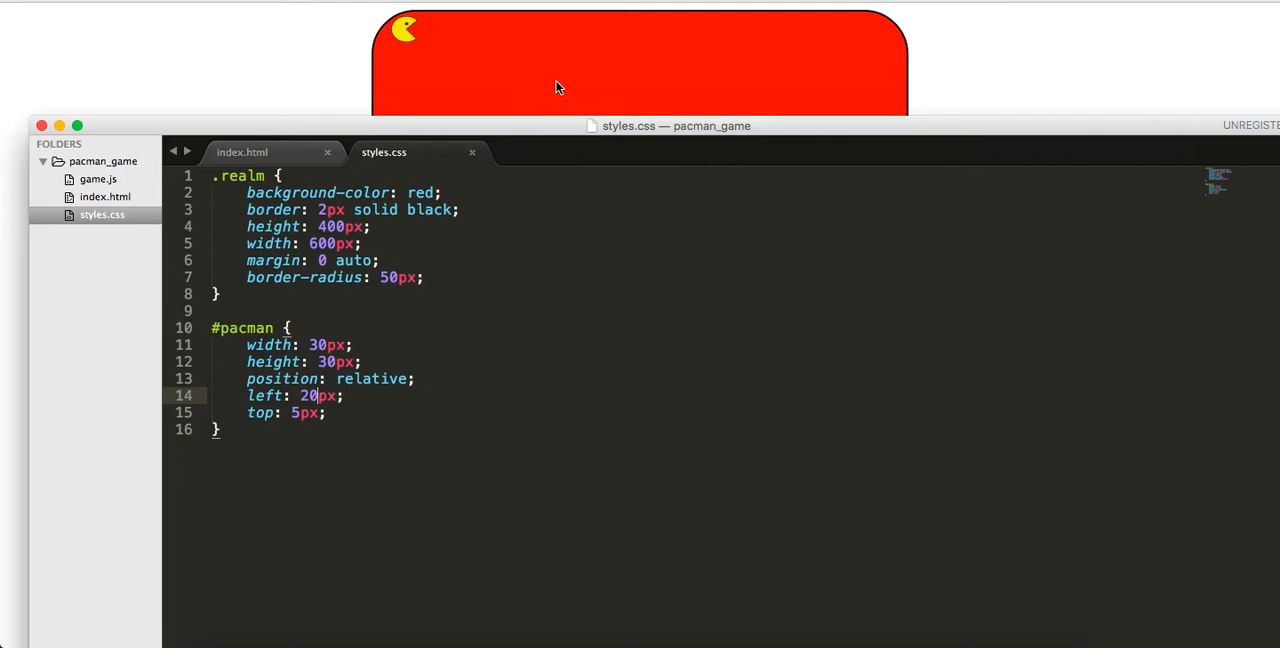 styles.css — pacman_game
UNREGISTE
FOLDERS
pacman_game
game.js
index.html
styles.css
index.html ×
styles.css ×
1 .realm {
2 background-color: red;
3 border: 2px solid black;
4 height: 400px;
5 width: 600px;
6 margin: 0 auto;
7 border-radius: 50px;
8 }
9
10 #pacman {
11 width: 30px;
12 height: 30px;
13 position: relative;
14 left: 20px;
15 top: 5px;
16 }